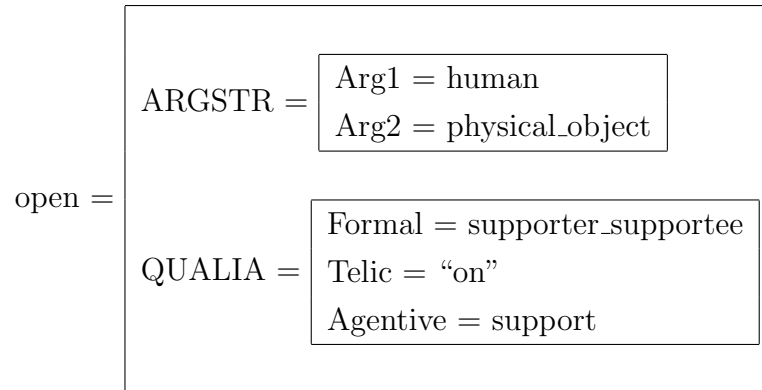 ARGSTR = Arg1 = human
Arg2 = physical_object
open =
QUALIA = Formal = supporter_supportee
Telic = “on”
Agentive = support